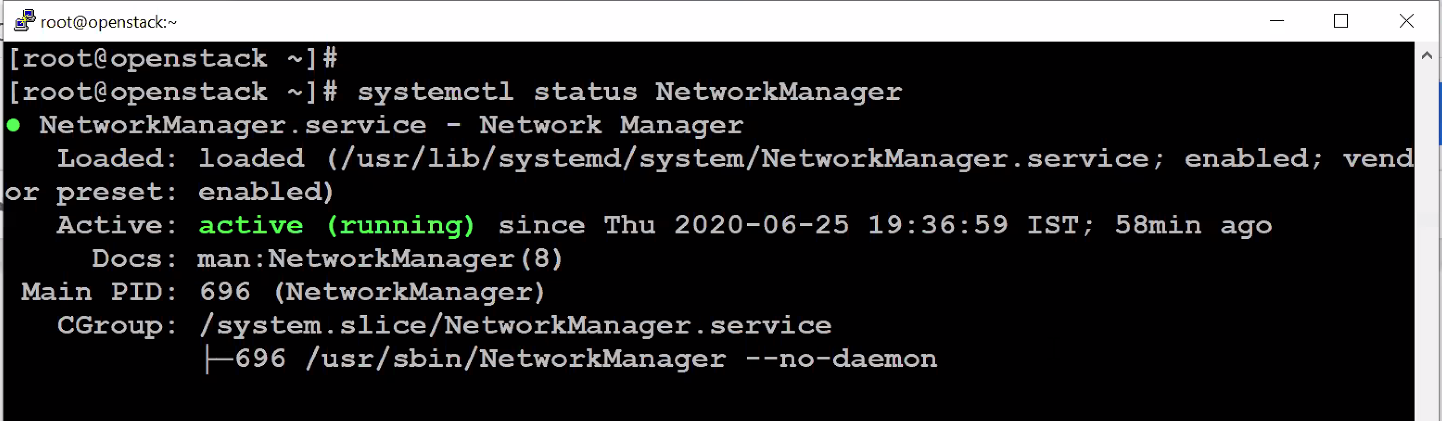 root@openstack:~
[root@openstack ~]#
[root@openstack ~]# systemctl status NetworkManager
● NetworkManager.service - Network Manager
   Loaded: loaded (/usr/lib/systemd/system/NetworkManager.service; enabled; vend
or preset: enabled)
   Active: active (running) since Thu 2020-06-25 19:36:59 IST; 58min ago
     Docs: man:NetworkManager(8)
 Main PID: 696 (NetworkManager)
   CGroup: /system.slice/NetworkManager.service
           ├─696 /usr/sbin/NetworkManager --no-daemon